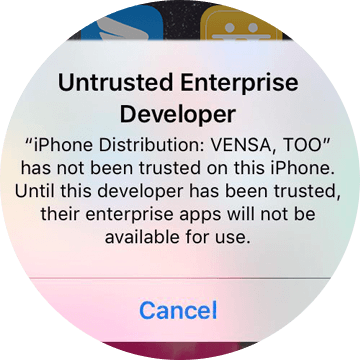 Untrusted Enterprise
Developer
“iPhone Distribution: VENSA, TOO”
has not been trusted on this iPhone.
Until this developer has been trusted,
their enterprise apps will not be
available for use.
Cancel